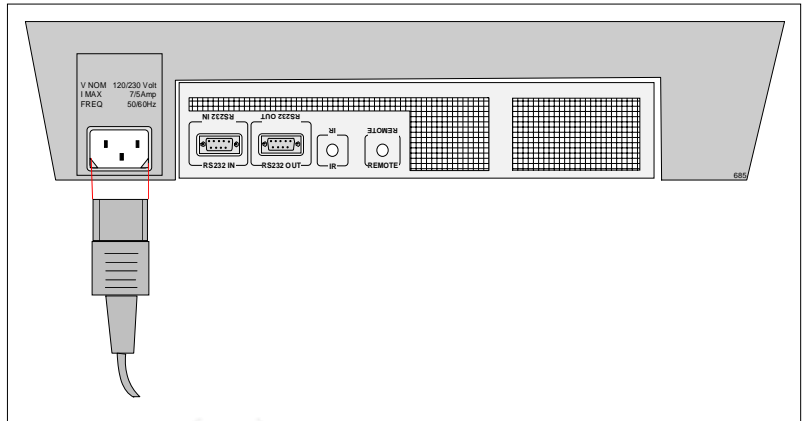 V NOM 120/230 Volt
I MAX 7/5Amp
FREQ 50/60Hz
RS232 IN
RS232 OUT
IR
REMOTE
RS232 IN
RS232 OUT
IR
REMOTE
685